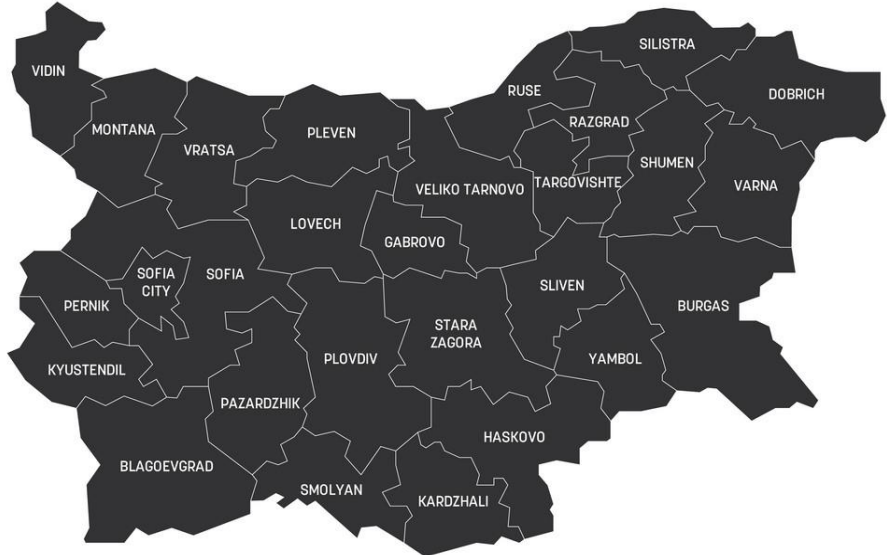 SILISTRA
VIDIN
RUSE
DOBRICH
RAZGRAD
MONTANA
PLEVEN
VRATSA
SHUMEN
TARGOVISHTE
VARNA
VELIKO TARNOVO
LOVECH
GABROVO
SOFIA
CITY
SOFIA
SLIVEN
PERNIK
BURGAS
STARA
ZAGORA
PLOVDIV
YAMBOL
KYUSTENDIL
PAZARDZHIK
HASKOVO
BLAGOEVGRAD
SMOLYAN
KARDZHALI